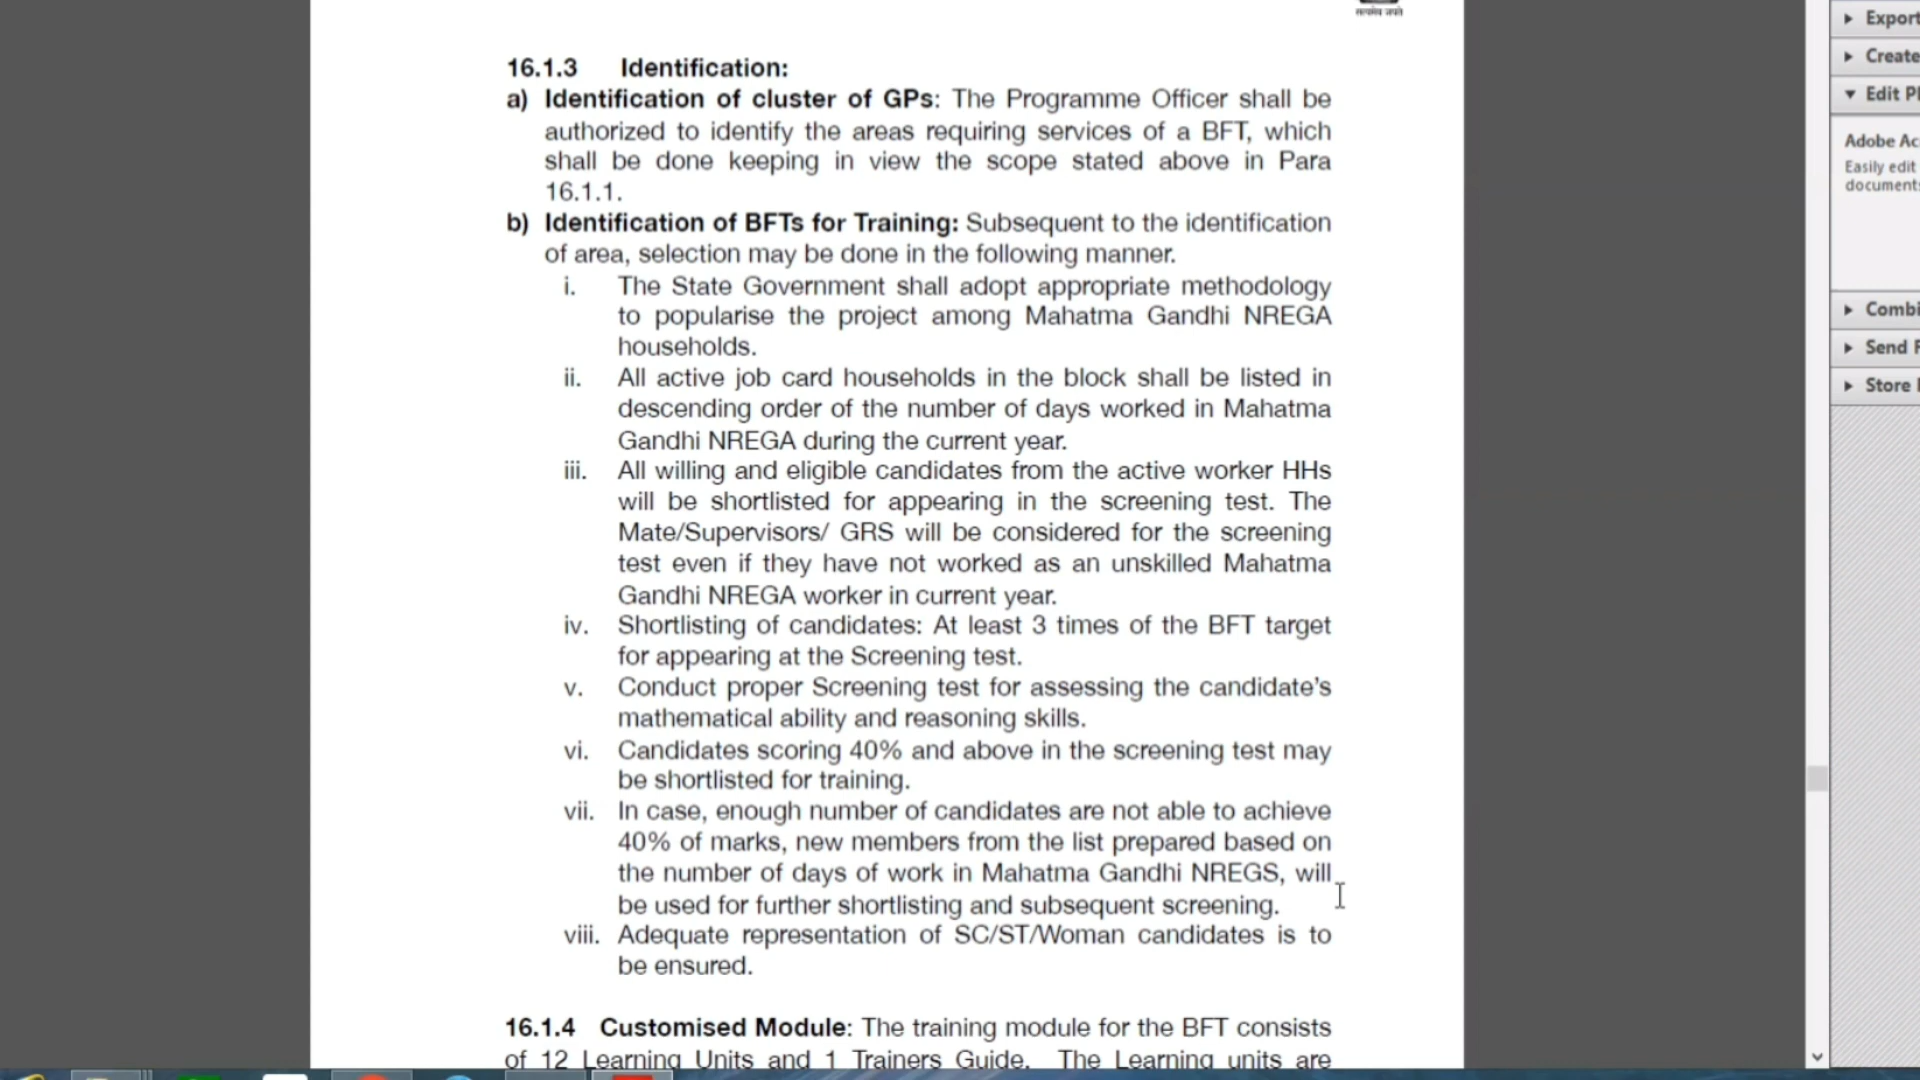 सत्यमेव जयते
16.1.3 Identification:
a) Identification of cluster of GPs: The Programme Officer shall be
authorized to identify the areas requiring services of a BFT, which
shall be done keeping in view the scope stated above in Para
16.1.1.
b) Identification of BFTs for Training: Subsequent to the identification
of area, selection may be done in the following manner.
i. The State Government shall adopt appropriate methodology
to popularise the project among Mahatma Gandhi NREGA
households.
ii. All active job card households in the block shall be listed in
descending order of the number of days worked in Mahatma
Gandhi NREGA during the current year.
iii. All willing and eligible candidates from the active worker HHs
will be shortlisted for appearing in the screening test. The
Mate/Supervisors/ GRS will be considered for the screening
test even if they have not worked as an unskilled Mahatma
Gandhi NREGA worker in current year.
iv. Shortlisting of candidates: At least 3 times of the BFT target
for appearing at the Screening test.
v. Conduct proper Screening test for assessing the candidate's
mathematical ability and reasoning skills.
vi. Candidates scoring 40% and above in the screening test may
be shortlisted for training.
vii. In case, enough number of candidates are not able to achieve
40% of marks, new members from the list prepared based on
the number of days of work in Mahatma Gandhi NREGS, will
be used for further shortlisting and subsequent screening.
viii. Adequate representation of SC/ST/Woman candidates is to
be ensured.
16.1.4 Customised Module: The training module for the BFT consists
of 12 Learning Units and 1 Trainers Guide. The Learning units are
Export
Create
Edit
Adobe
Easily edit
document
Send
Store